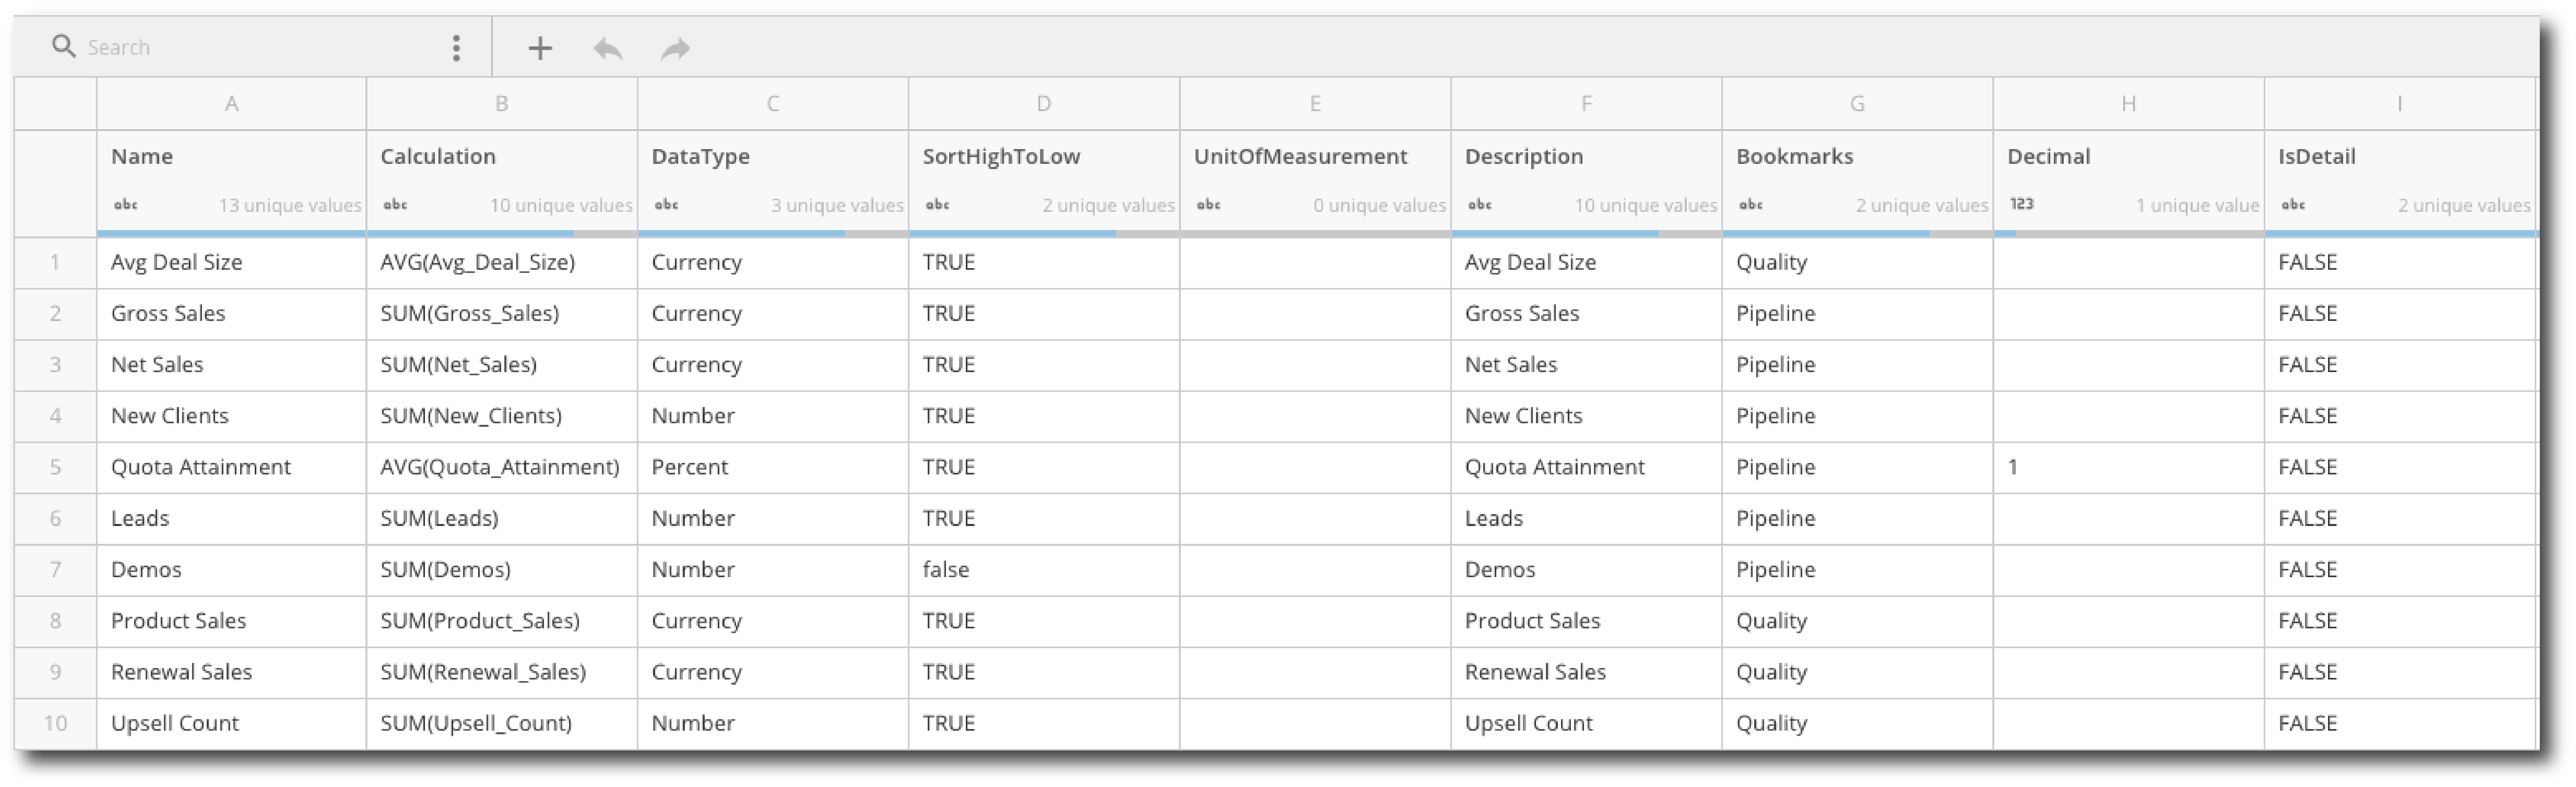 Search
A B C D E F G H I
Name Calculation DataType SortHighToLow UnitOfMeasurement Description Bookmarks Decimal IsDetail
abc 13 unique values abc 10 unique values abc 3 unique values abc 2 unique values abc 0 unique values abc 10 unique values abc 2 unique values 123 1 unique value abc 2 unique values
1 Avg Deal Size AVG(Avg_Deal_Size) Currency TRUE Avg Deal Size Quality FALSE
2 Gross Sales SUM(Gross_Sales) Currency TRUE Gross Sales Pipeline FALSE
3 Net Sales SUM(Net_Sales) Currency TRUE Net Sales Pipeline FALSE
4 New Clients SUM(New_Clients) Number TRUE New Clients Pipeline FALSE
5 Quota Attainment AVG(Quota_Attainment) Percent TRUE Quota Attainment Pipeline 1 FALSE
6 Leads SUM(Leads) Number TRUE Leads Pipeline FALSE
7 Demos SUM(Demos) Number false Demos Pipeline FALSE
8 Product Sales SUM(Product_Sales) Currency TRUE Product Sales Quality FALSE
9 Renewal Sales SUM(Renewal_Sales) Currency TRUE Renewal Sales Quality FALSE
10 Upsell Count SUM(Upsell_Count) Number TRUE Upsell Count Quality FALSE